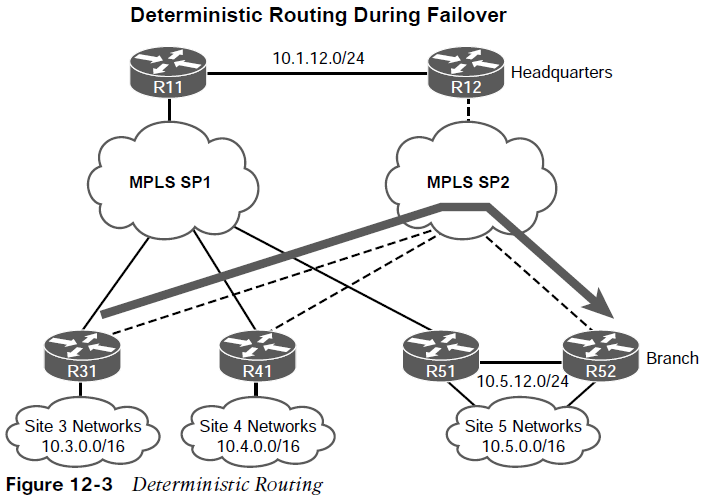 Deterministic Routing During Failover
10.1.12.0/24
R11
R12
Headquarters
MPLS SP1
MPLS SP2
R31
R41
R51
R52
Branch
10.5.12.0/24
Site 3 Networks
10.3.0.0/16
Site 4 Networks
10.4.0.0/16
Site 5 Networks
10.5.0.0/16
Figure 12-3 Deterministic Routing